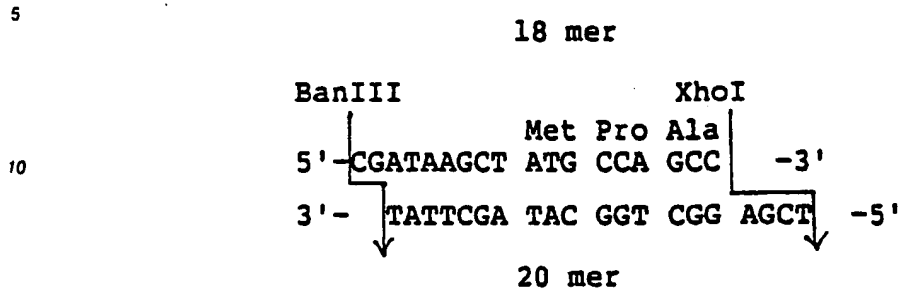 5
18 mer
BanIII XhoI
Met Pro Ala
10
5'-CGATAAGCT ATG CCA GCC -3'
3'- TATTCGA TAC GGT CGG AGCT -5'
20 mer